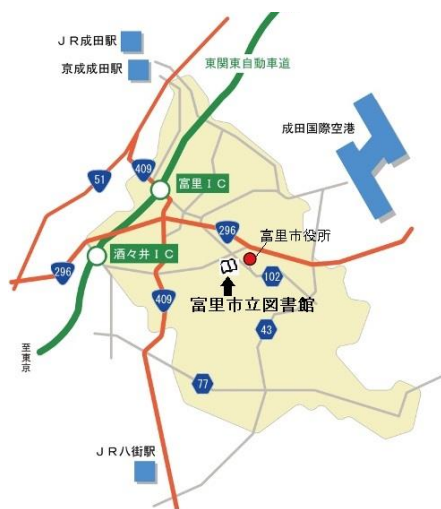 ＪＲ成田駅
京成成田駅
東関東自動車道
成田国際空港
409
51
富里ＩＣ
296
富里市役所
酒々井ＩＣ
296
102
富里市立図書館
409
43
至東京
77
ＪＲ八街駅